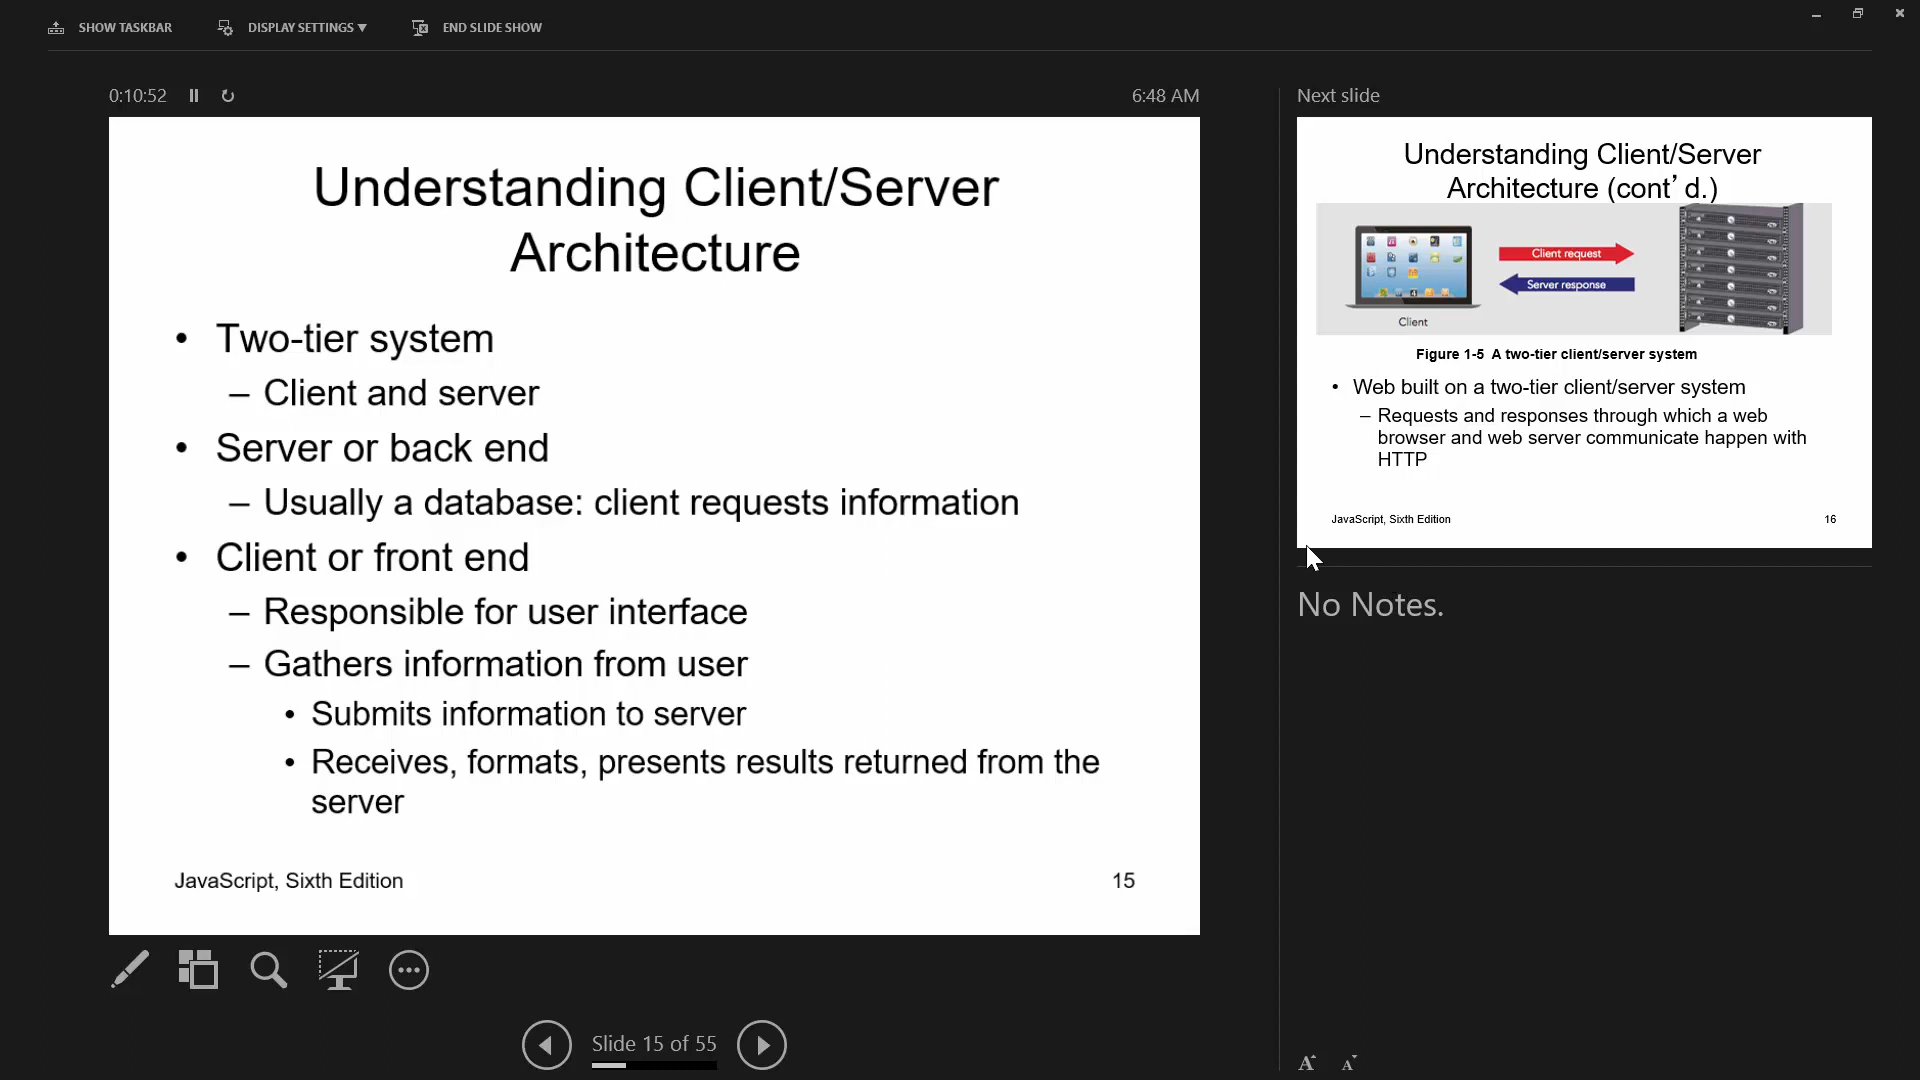 SHOW TASKBAR
DISPLAY SETTINGS ▼
END SLIDE SHOW
0:10:52
6:48 AM
Understanding Client/Server
Architecture
• Two-tier system
– Client and server
• Server or back end
– Usually a database: client requests information
• Client or front end
– Responsible for user interface
– Gathers information from user
• Submits information to server
• Receives, formats, presents results returned from the
server
JavaScript, Sixth Edition
15
Slide 15 of 55
Next slide
Understanding Client/Server
Architecture (cont’d.)
Client request
Server response
Client
Figure 1-5 A two-tier client/server system
• Web built on a two-tier client/server system
– Requests and responses through which a web
browser and web server communicate happen with
HTTP
JavaScript, Sixth Edition
16
No Notes.
A A